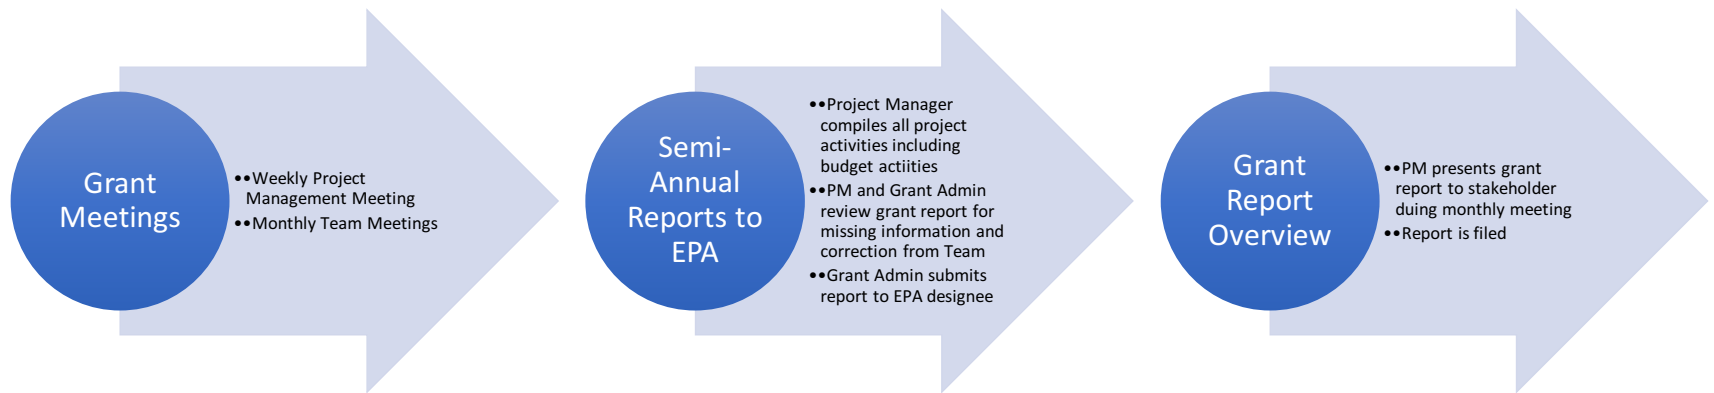 Grant
Meetings
••Weekly Project
Management Meeting
••Monthly Team Meetings
Semi-
Annual
Reports to
EPA
••Project Manager
compiles all project
activities including
budget actiities
••PM and Grant Admin
review grant report for
missing information and
correction from Team
••Grant Admin submits
report to EPA designee
Grant
Report
Overview
••PM presents grant
report to stakeholder
duing monthly meeting
••Report is filed